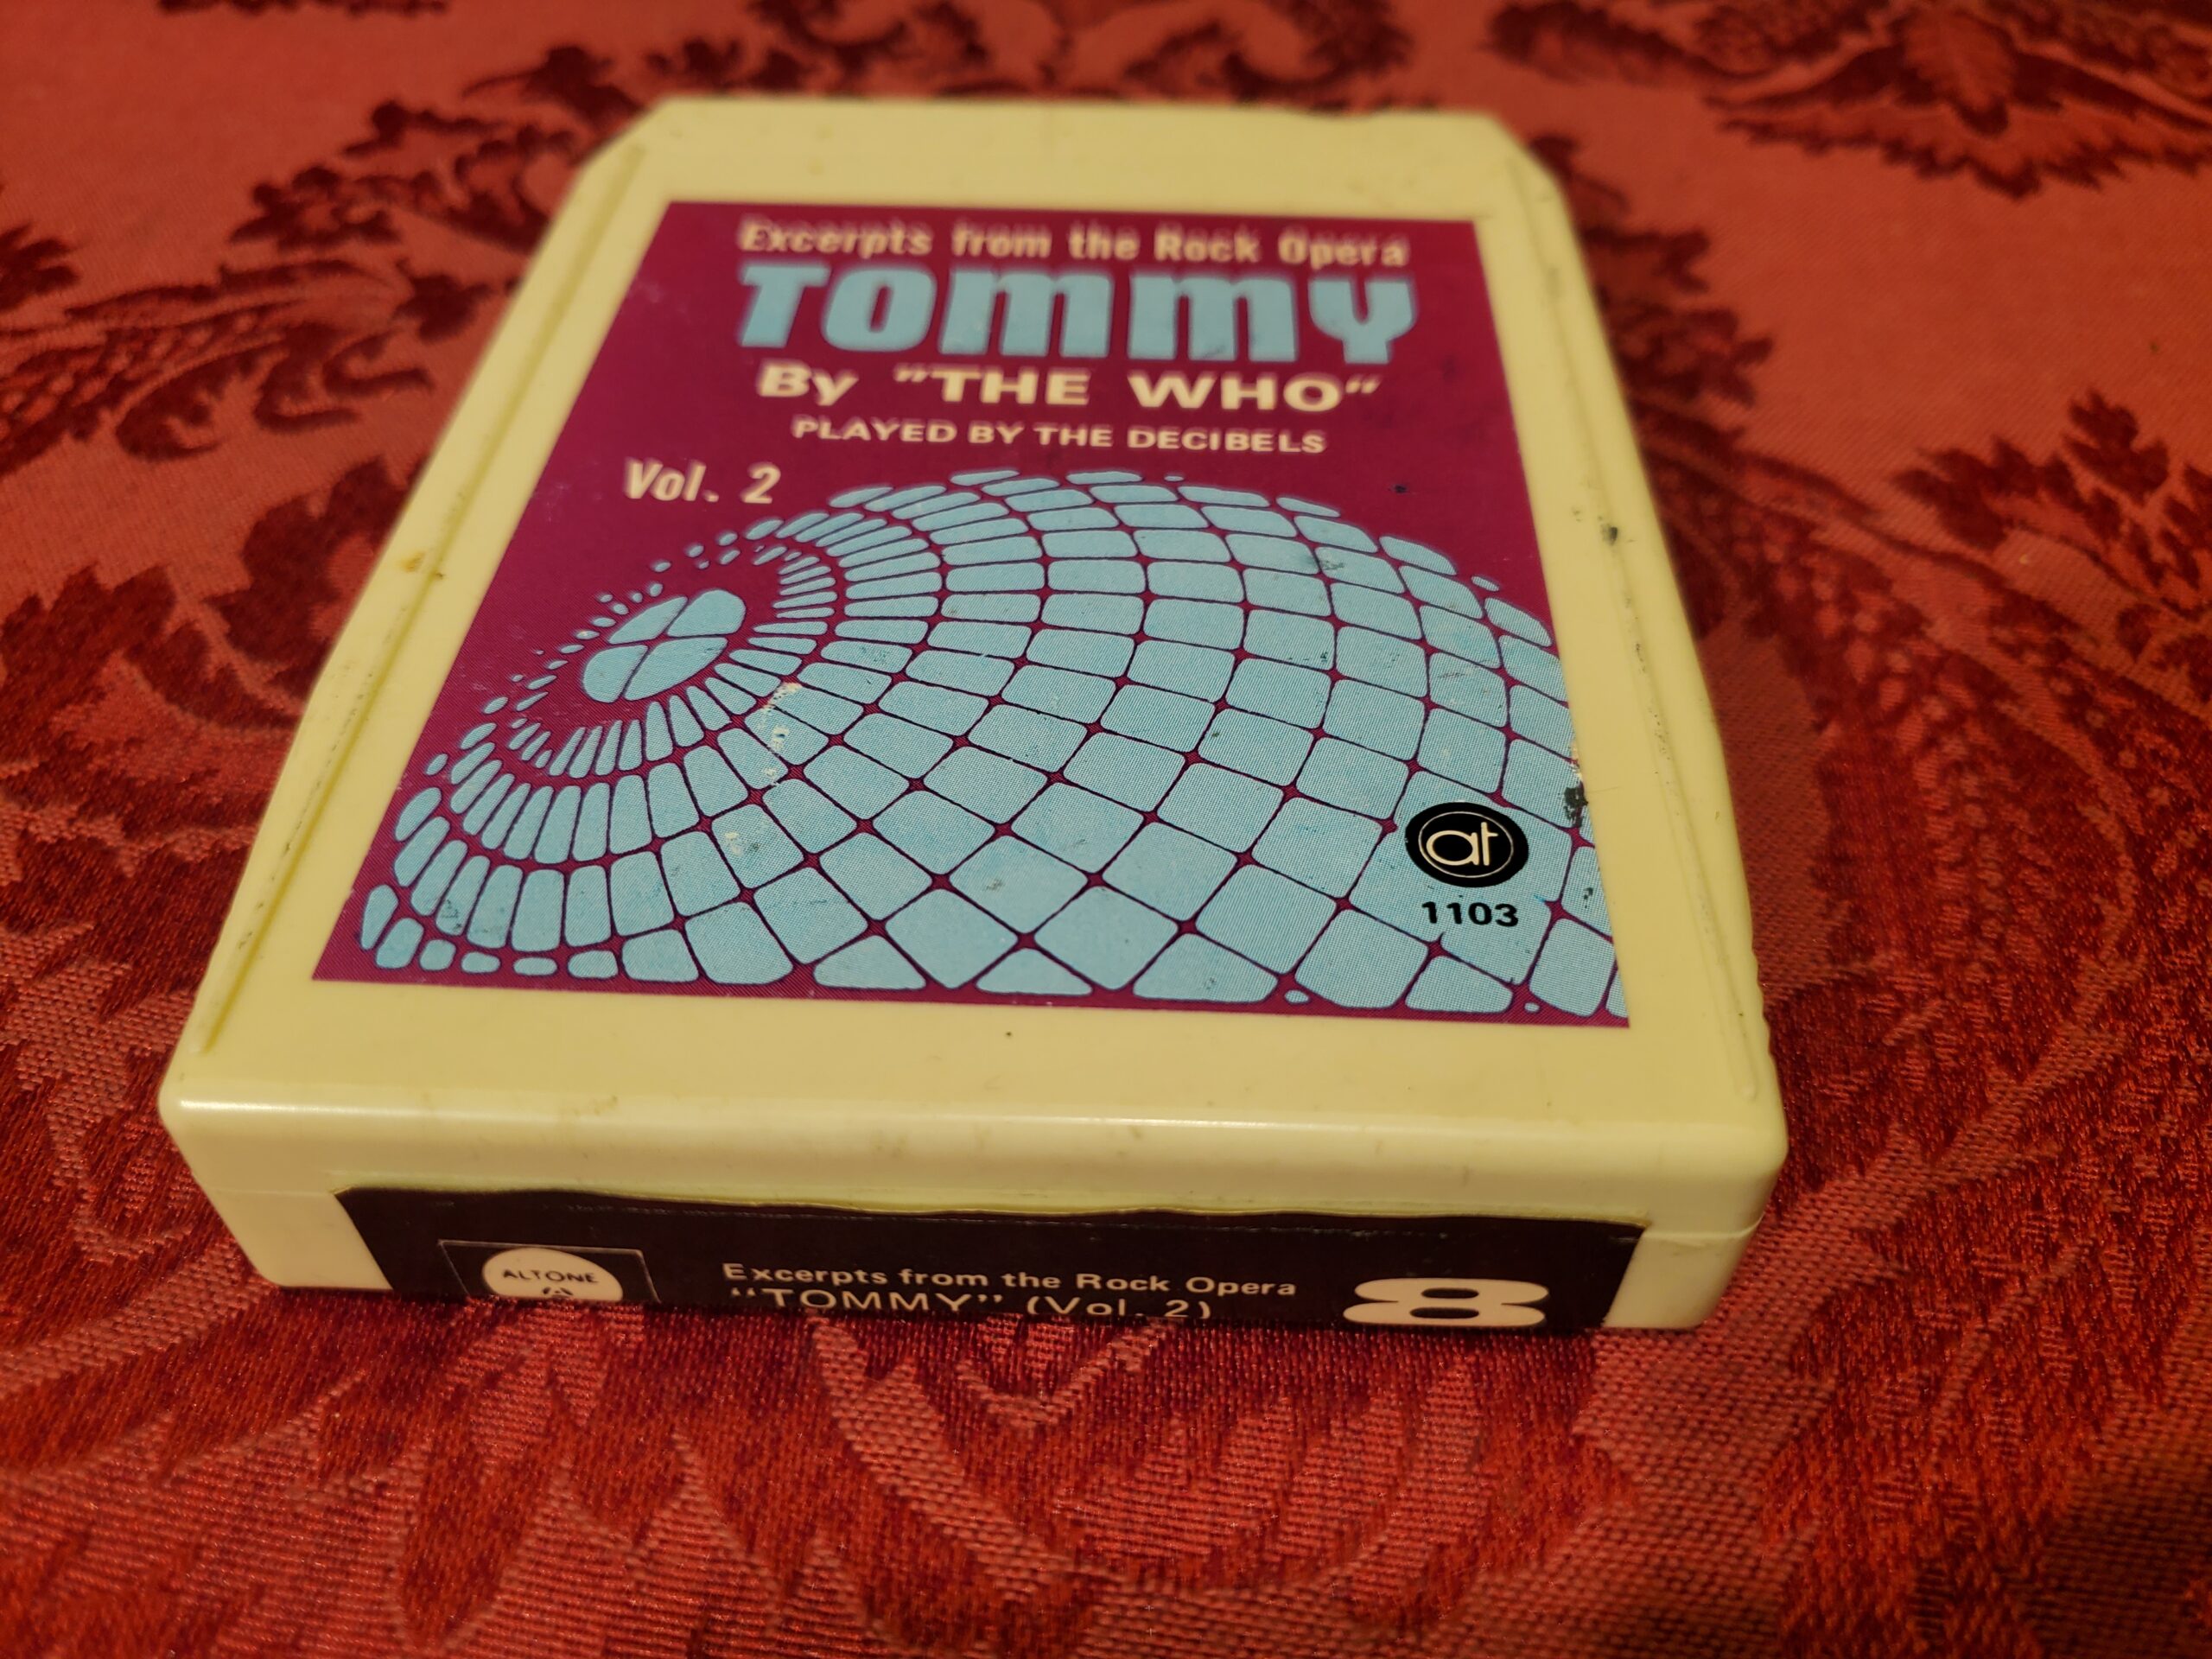 Excerpts from the Rock Opera
TOMMY
By "THE WHO"
PLAYED BY THE DECIBELS
Vol. 2
at
1103
ALTONE
A
Excerpts from the Rock Opera
"TOMMY" (Vol. 2)
8